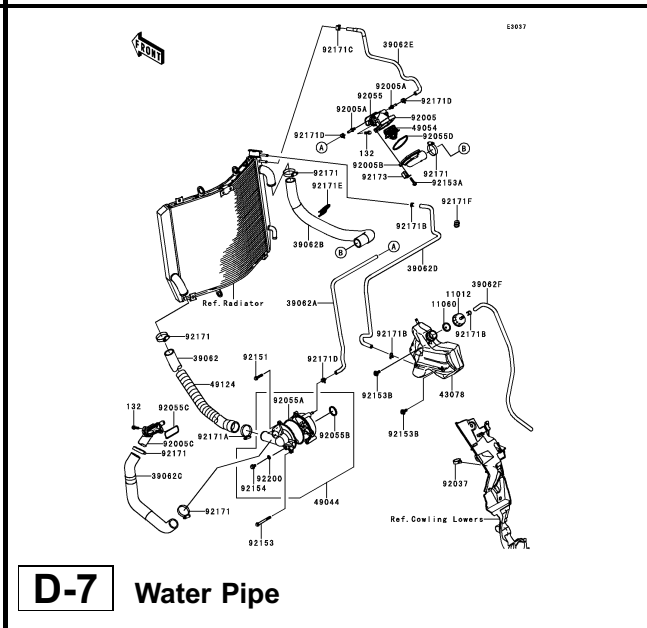 E3037
FRONT
92171C
39062E
92005A
92055
92171D
92005A
92005
49054
92055D
92171D
A
132
B
92005B
92171
92173
92153A
92171
92171E
92171F
92171B
39062B
B
A
39062D
39062F
11012
11060
Ref.Radiator
39062A
92171B
92171B
92171
39062
92151
92171D
49124
92153B
43078
132
92055C
92055A
92005C
92171A
92055B
92153B
92171
39062C
92200
92154
92037
49044
92171
Ref.Cowling Lowers
92153
D-7 Water Pipe